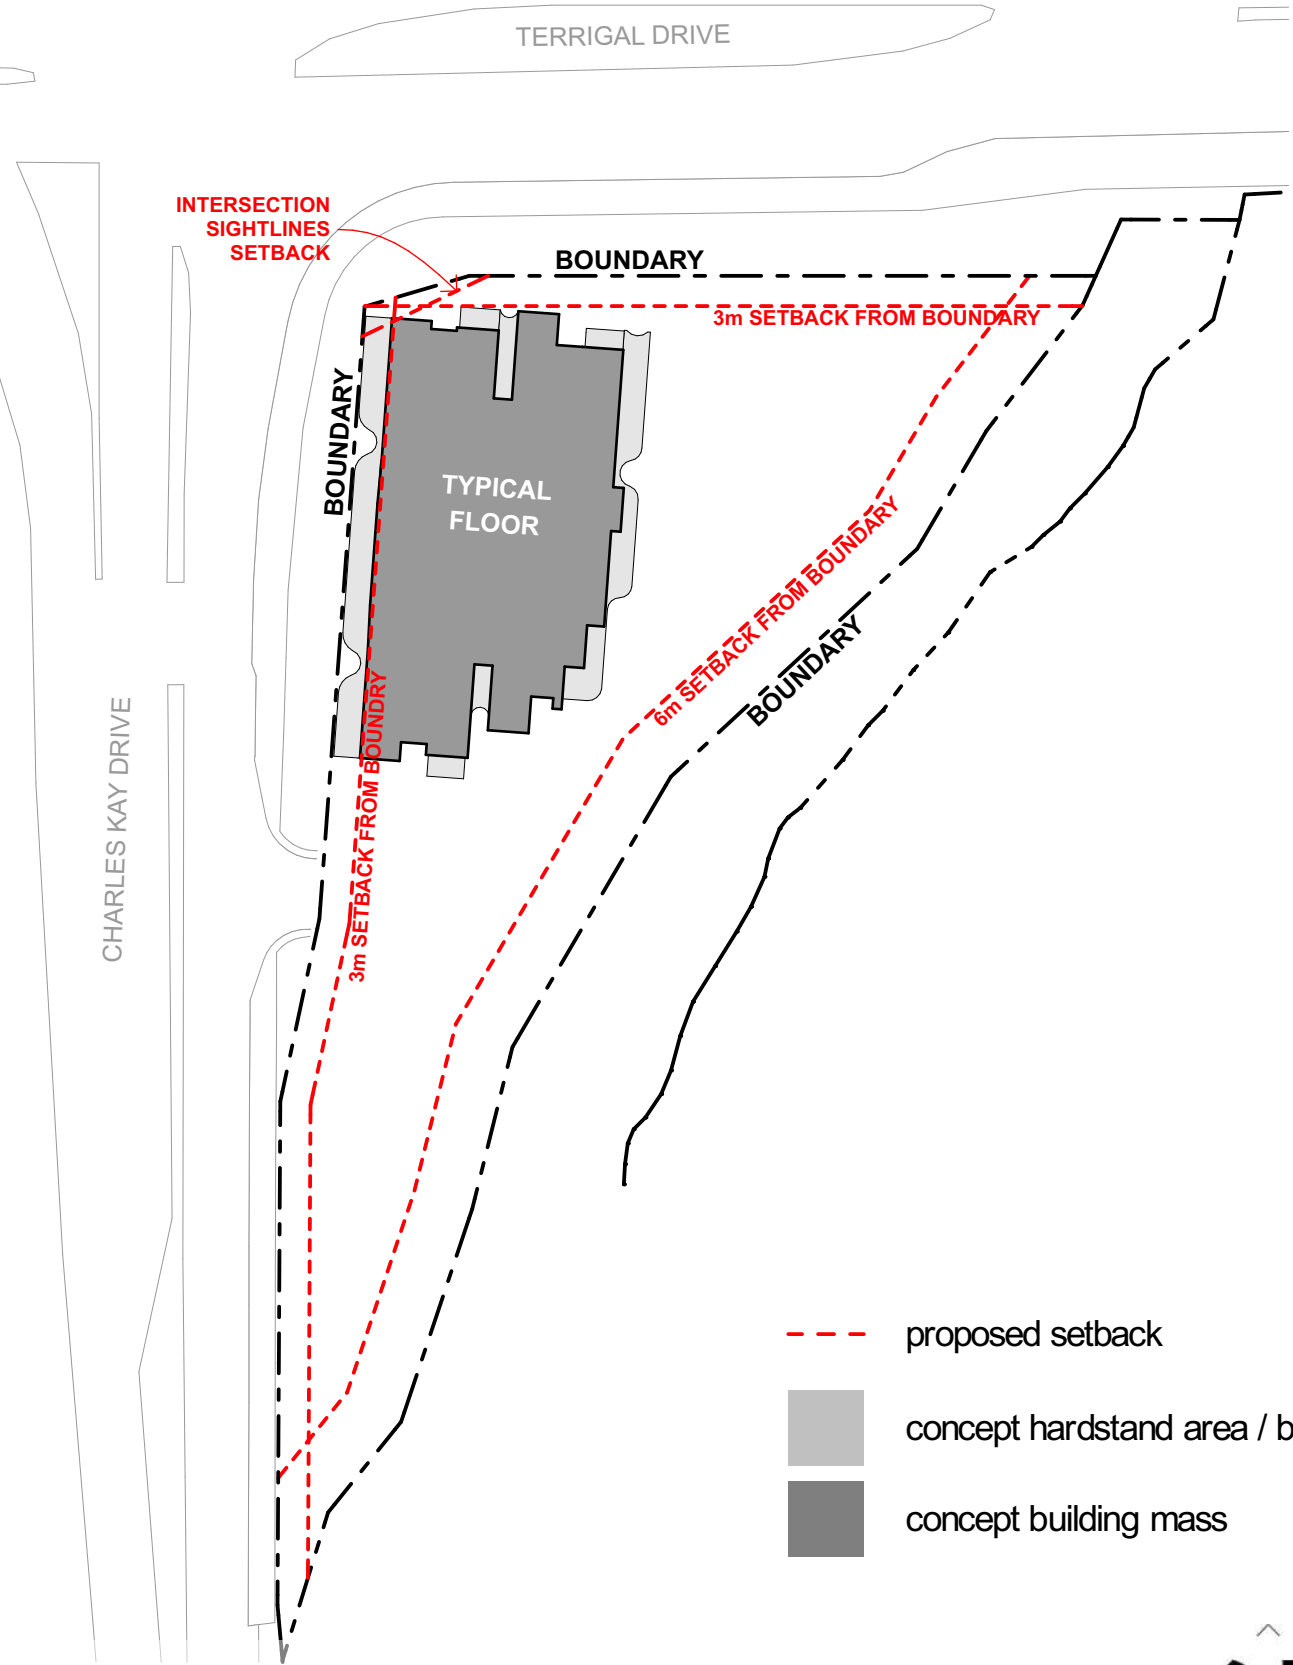 TERRIGAL DRIVE
INTERSECTION
SIGHTLINES
SETBACK
BOUNDARY
3m SETBACK FROM BOUNDARY
BOUNDARY
TYPICAL
FLOOR
6m SETBACK FROM BOUNDARY
BOUNDARY
CHARLES KAY DRIVE
3m SETBACK FROM BOUNDRY
proposed setback
concept hardstand area / b
concept building mass